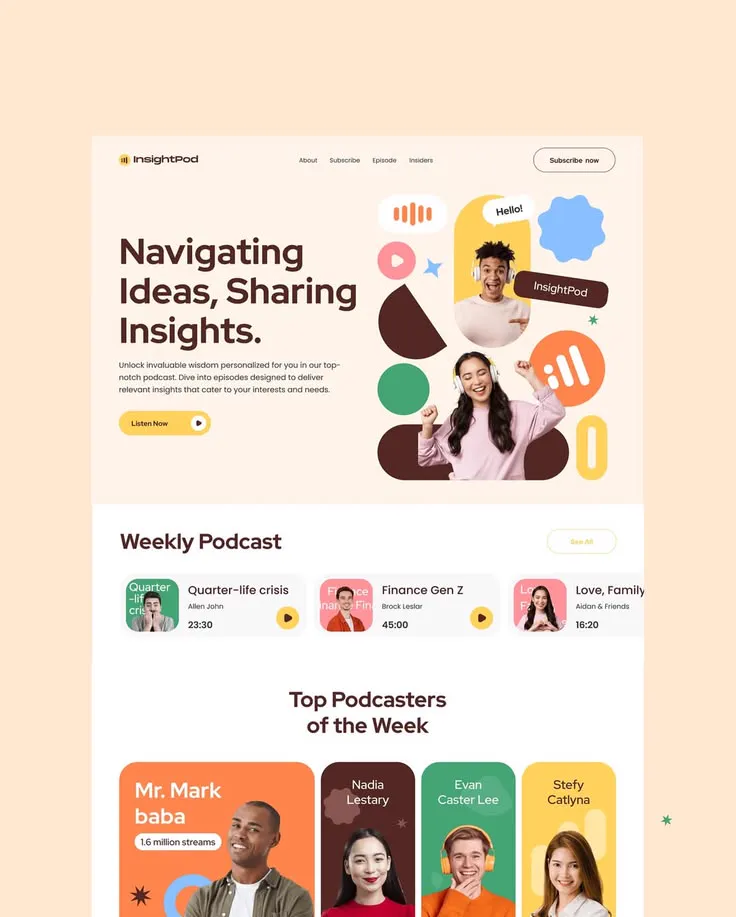 InsightPod
About
Subscribe
Episode
Insiders
Subscribe now
Hello!
InsightPod
Navigating
Ideas, Sharing
Insights.
Unlock invaluable wisdom personalized for you in our top-
notch podcast. Dive into episodes designed to deliver
relevant insights that cater to your interests and needs.
Listen Now
Weekly Podcast
See All
Quarter
-lif
cris
Quarter-life crisis
Allen John
23:30
Finance Gen Z
Brock Leslar
45:00
Love, Family
Aidan & Friends
16:20
Top Podcasters
of the Week
Mr. Mark
baba
1.6 million streams
Nadia
Lestary
Evan
Caster Lee
Stefy
Catlyna